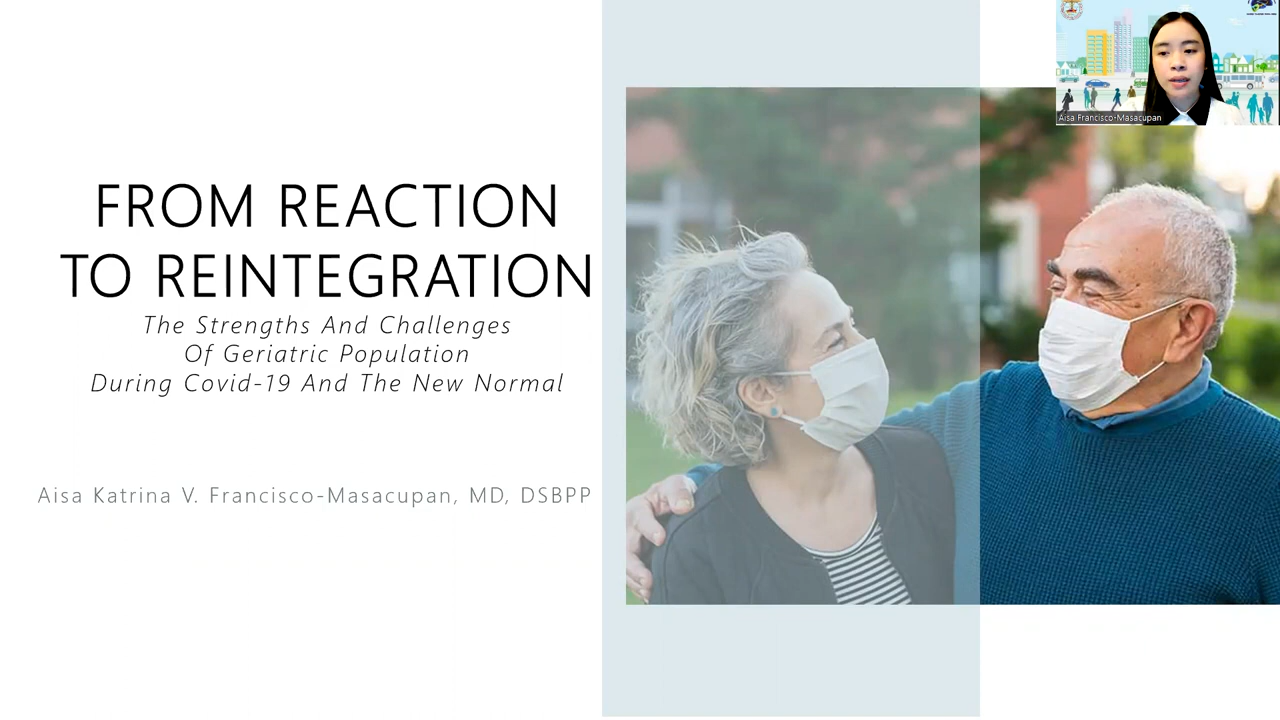 FROM REACTION
TO REINTEGRATION
The Strengths And Challenges
Of Geriatric Population
During Covid-19 And The New Normal
Aisa Katrina V. Francisco-Masacupan, MD, DSBPP
Aisa Francisco-Masacupan